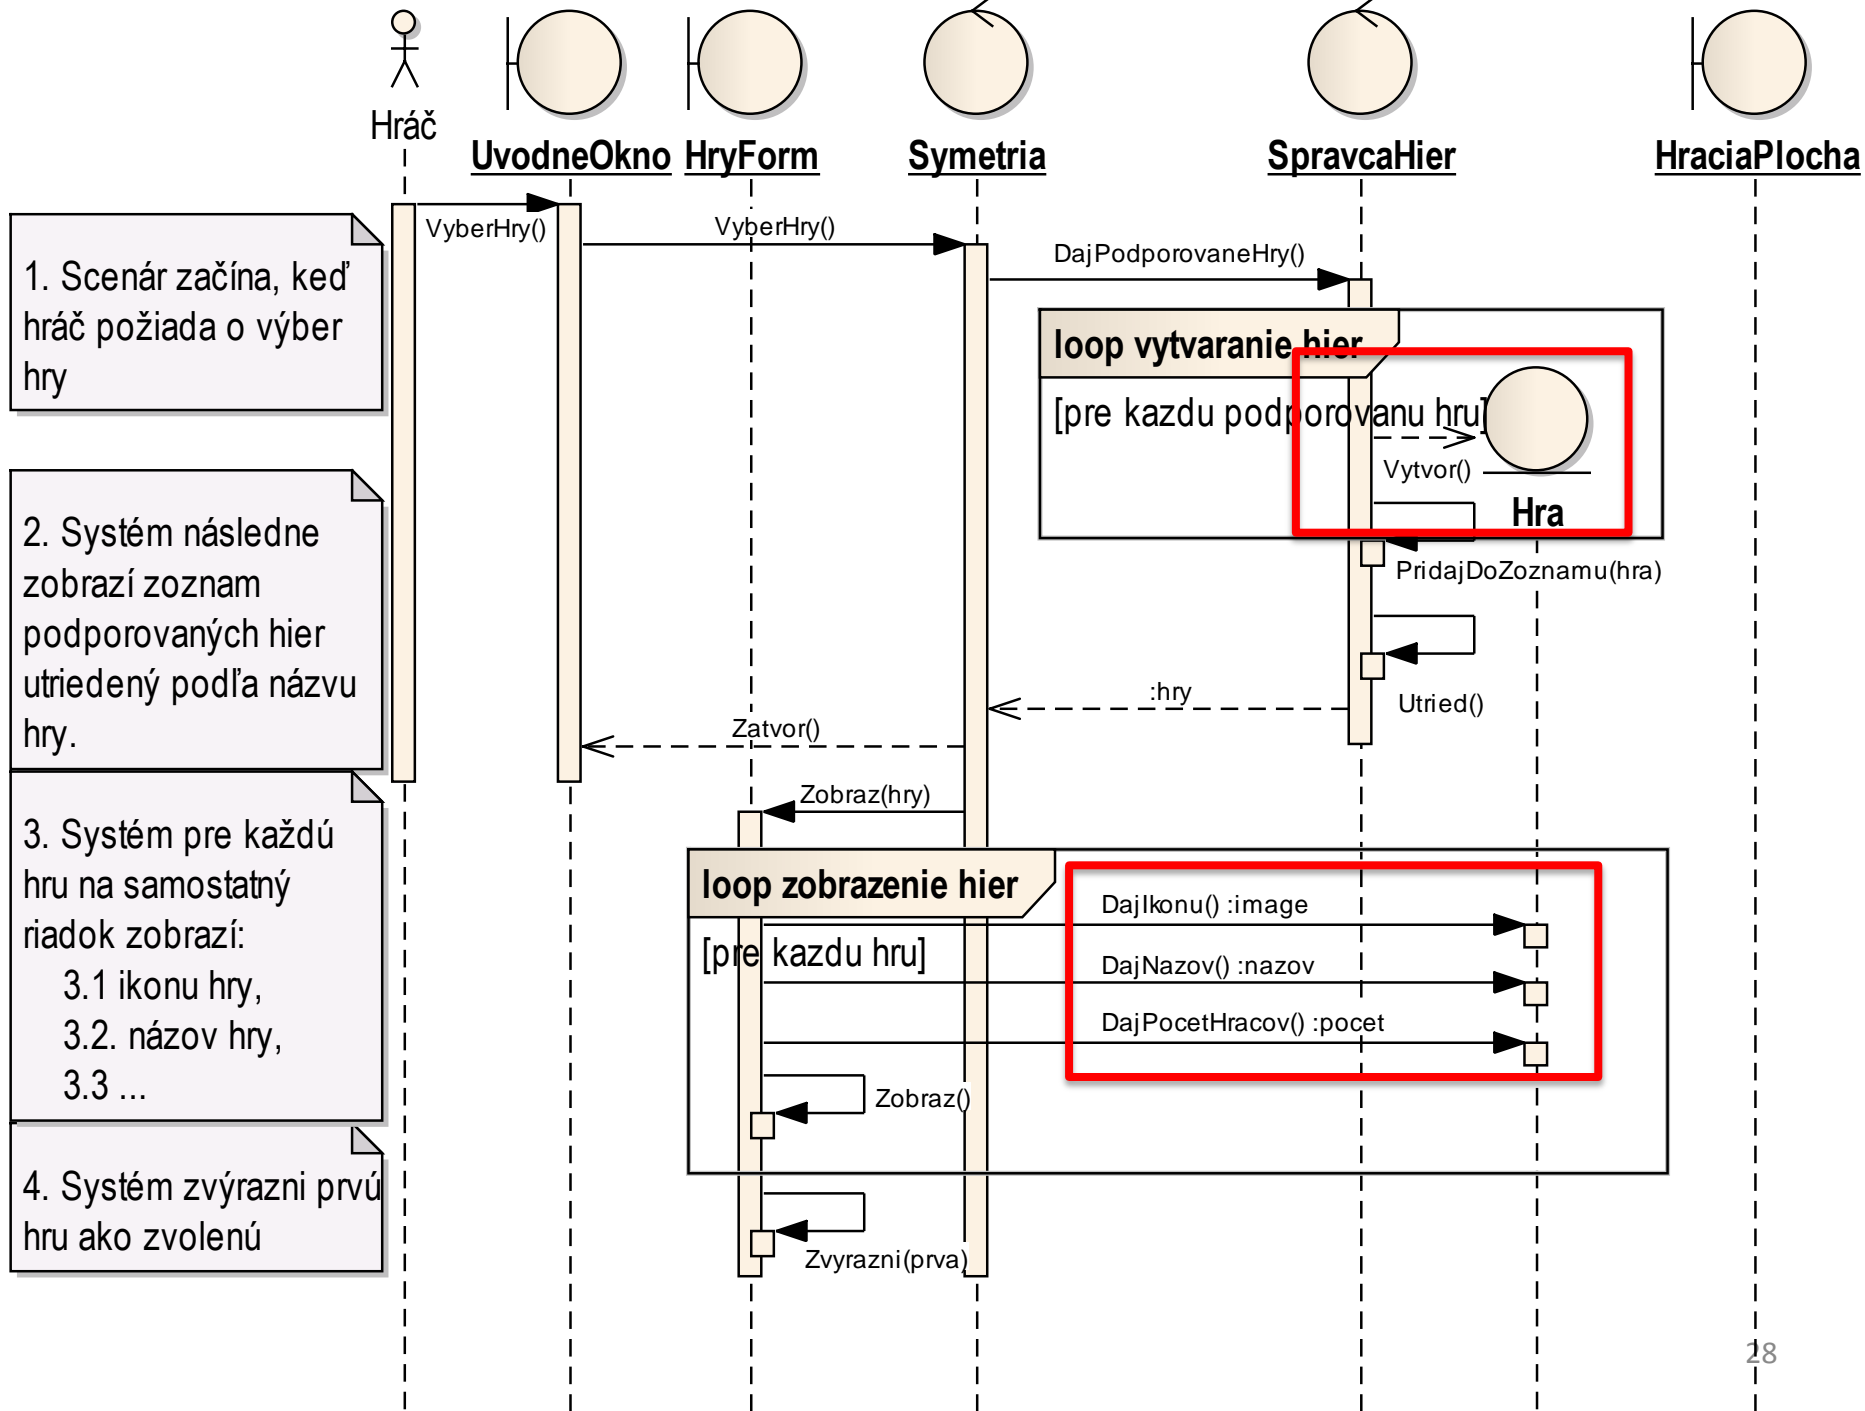 Hráč
UvodneOkno
HryForm
Symetria
SpravcaHier
HraciaPlocha
VyberHry()
VyberHry()
DajPodporovaneHry()
1. Scenár začína, keď
hráč požiada o výber
hry
loop vytvaranie hier
[pre kazdu podporovanu hru]
Vytvor()
Hra
PridajDoZoznamu(hra)
2. Systém následne
zobrazí zoznam
podporovaných hier
utriedený podľa názvu
hry.
:hry
Utried()
Zatvor()
Zobraz(hry)
3. Systém pre každú
hru na samostatný
riadok zobrazí:
3.1 ikonu hry,
3.2. názov hry,
3.3 ...
loop zobrazenie hier
[pre kazdu hru]
DajIkonu() :image
DajNazov() :nazov
DajPocetHracov() :pocet
Zobraz()
4. Systém zvýrazni prvú
hru ako zvolenú
Zvyrazni(prva)
28